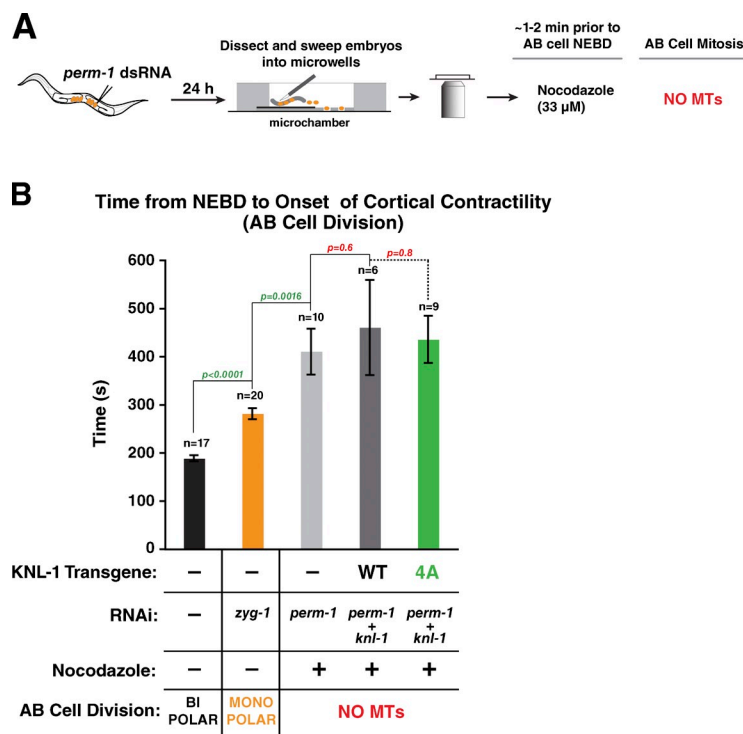 A
perm-1 dsRNA
24 h
Dissect and sweep embryos
into microwells
microchamber
~1-2 min prior to
AB cell NEBD
AB Cell Mitosis
Nocodazole
(33 µM)
NO MTs
B
Time from NEBD to Onset of Cortical Contractility
(AB Cell Division)
Time (s)
600
500
400
300
200
100
0
n=17
p<0.0001
n=20
p=0.0016
n=10
p=0.6
n=6
p=0.8
n=9
KNL-1 Transgene: – – – WT 4A
RNAi: – zyg-1 perm-1 perm-1 + knl-1 perm-1 + knl-1
Nocodazole: – – + + +
AB Cell Division: BI POLAR MONO POLAR NO MTs